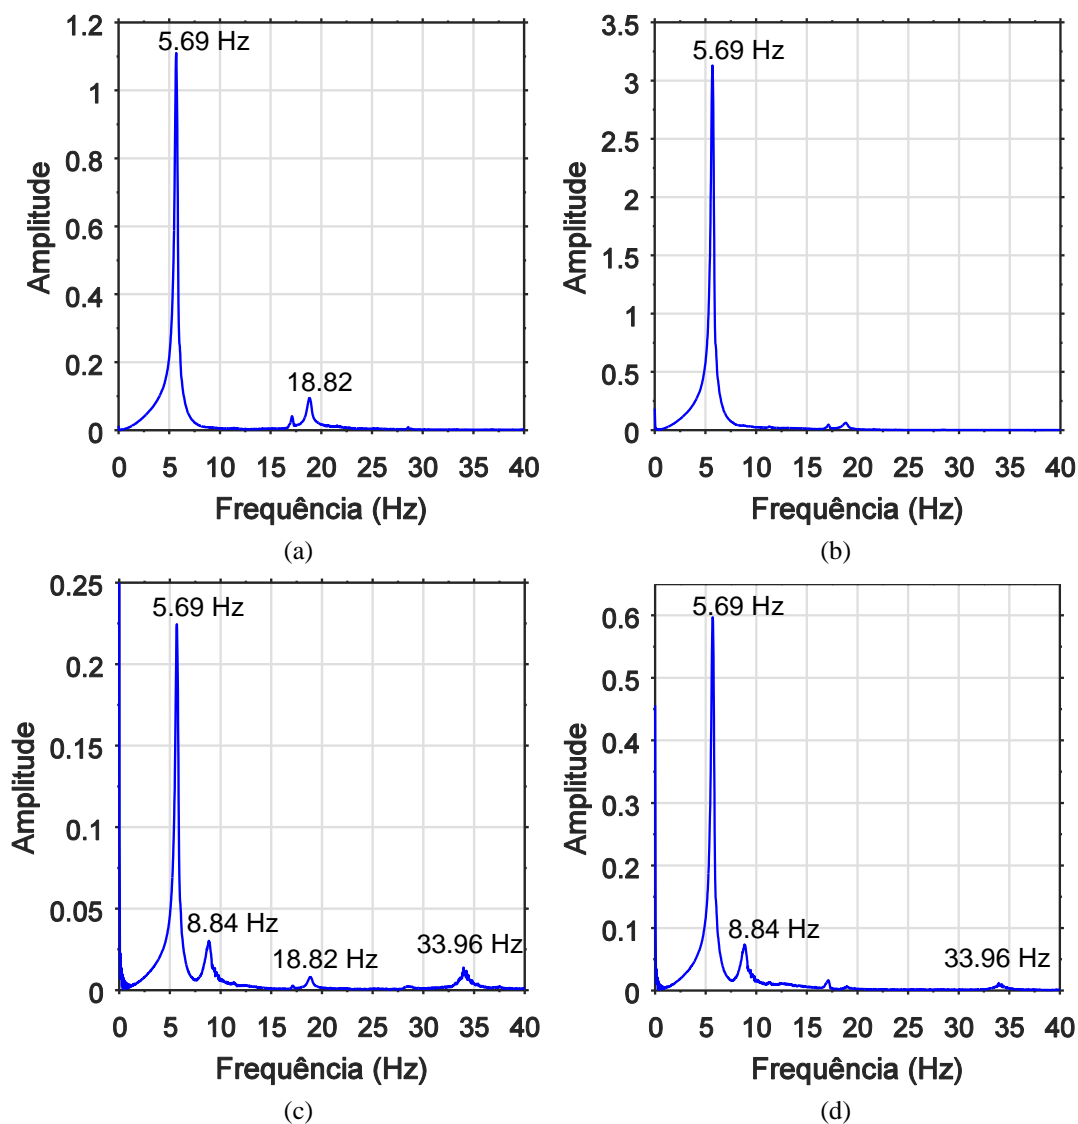 1.2
1
0.8
0.6
0.4
0.2
0
Amplitude
5.69 Hz
18.82
0 5 10 15 20 25 30 35 40
Frequência (Hz)
(a)
3.5
3
2.5
2
1.5
1
0.5
0
Amplitude
5.69 Hz
0 5 10 15 20 25 30 35 40
Frequência (Hz)
(b)
0.25
0.2
0.15
0.1
0.05
0
Amplitude
5.69 Hz
8.84 Hz
18.82 Hz
33.96 Hz
0 5 10 15 20 25 30 35 40
Frequência (Hz)
(c)
0.6
0.5
0.4
0.3
0.2
0.1
0
Amplitude
5.69 Hz
8.84 Hz
33.96 Hz
0 5 10 15 20 25 30 35 40
Frequência (Hz)
(d)